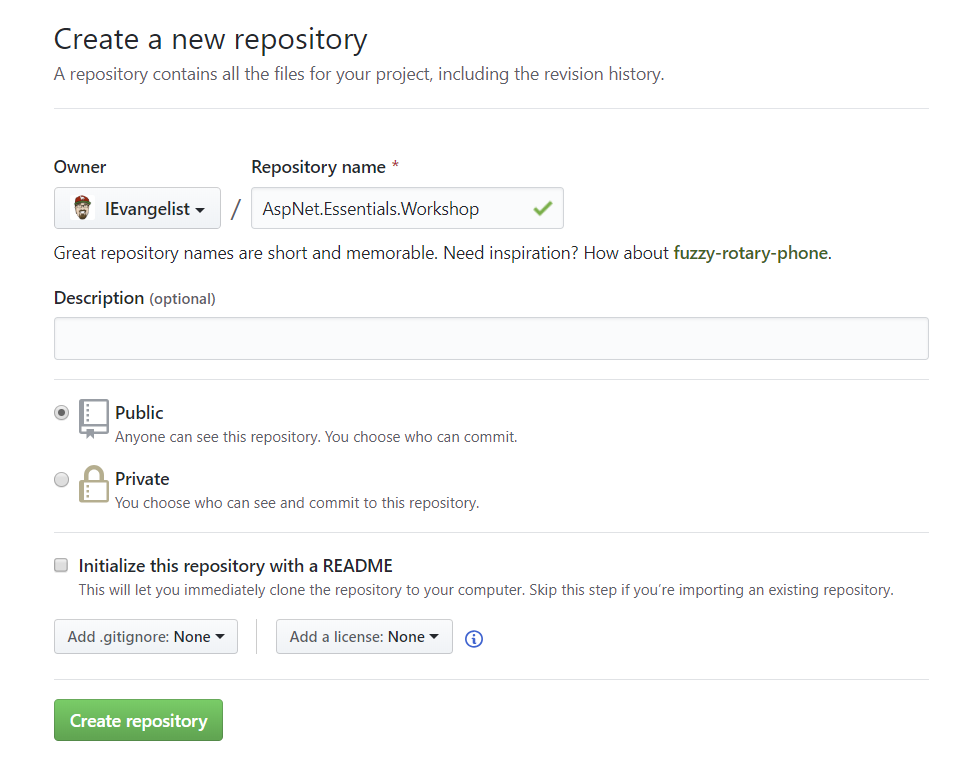 Create a new repository
A repository contains all the files for your project, including the revision history.
Owner
Repository name *
IEvangelist
/
AspNet.Essentials.Workshop
Great repository names are short and memorable. Need inspiration? How about fuzzy-rotary-phone.
Description (optional)
Public
Anyone can see this repository. You choose who can commit.
Private
You choose who can see and commit to this repository.
Initialize this repository with a README
This will let you immediately clone the repository to your computer. Skip this step if you’re importing an existing repository.
Add .gitignore: None
Add a license: None
Create repository